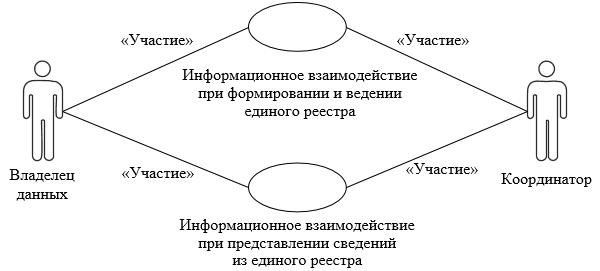 «Участие»
«Участие»
Информационное взаимодействие
при формировании и ведении
единого реестра
Владелец
данных
«Участие»
«Участие»
Координатор
Информационное взаимодействие
при представлении сведений
из единого реестра